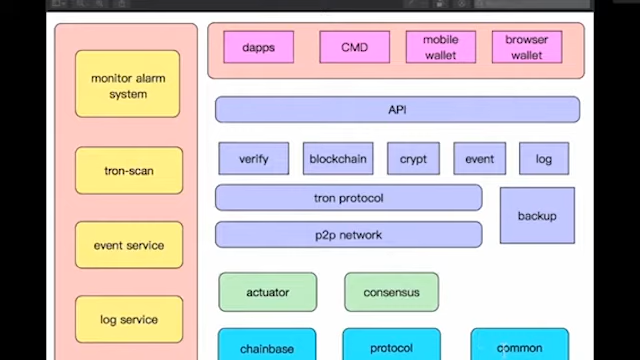 monitor alarm
system
tron-scan
event service
log service
dapps
CMD
mobile
wallet
browser
wallet
API
verify
blockchain
crypt
event
log
tron protocol
backup
p2p network
actuator
consensus
chainbase
protocol
common